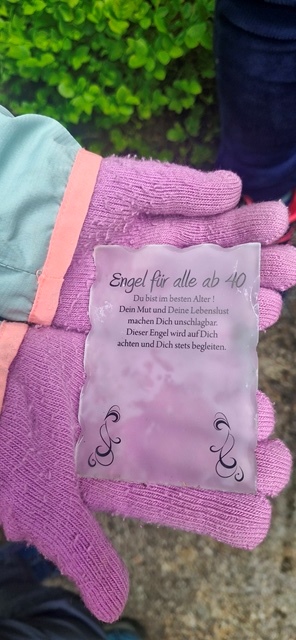 Engel für alle ab 40
Du bist im besten Alter !
Dein Mut und Deine Lebenslust
machen Dich unschlagbar.
Dieser Engel wird auf Dich
achten und Dich stets begleiten.